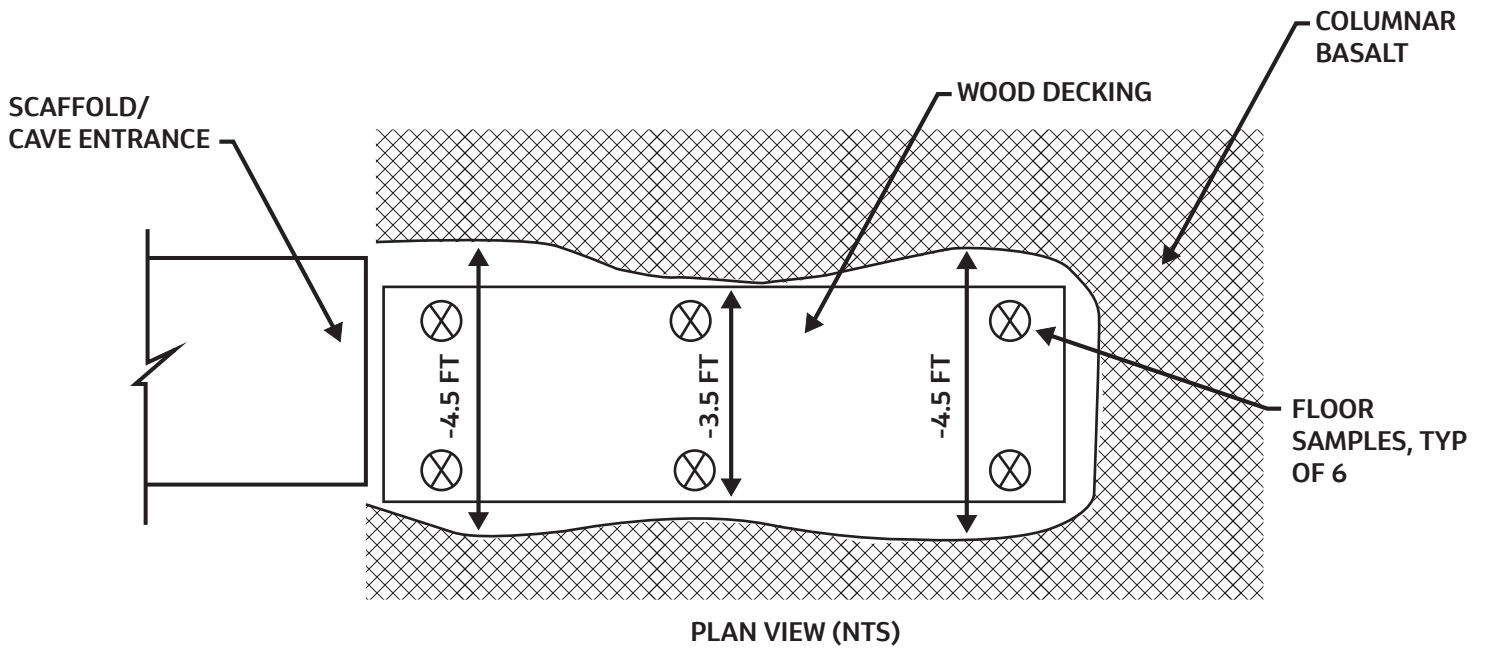 COLUMNAR
BASALT
WOOD DECKING
SCAFFOLD/
CAVE ENTRANCE
-4.5 FT
-3.5 FT
-4.5 FT
FLOOR
SAMPLES, TYP
OF 6
PLAN VIEW (NTS)